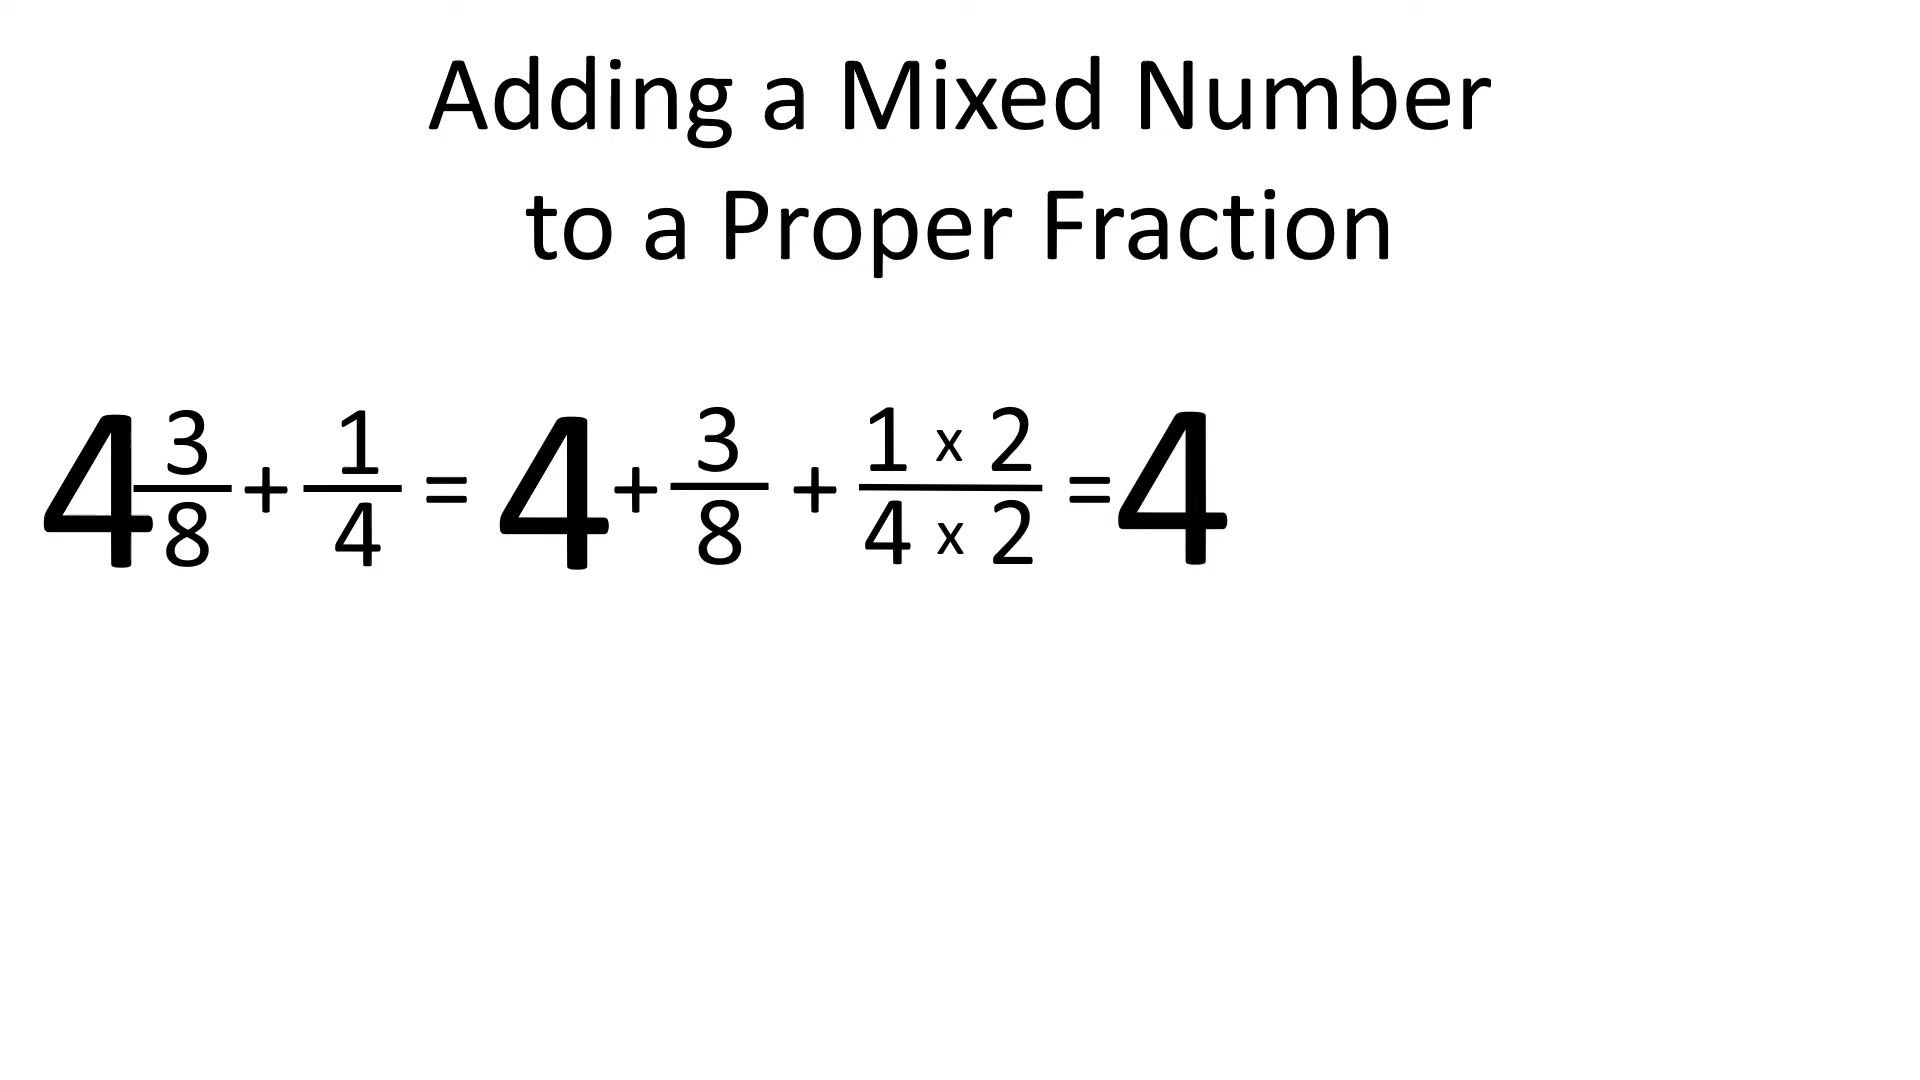 Adding a Mixed Number
to a Proper Fraction
4 3/8 + 1/4 = 4 + 3/8 + (1 x 2)/(4 x 2) = 4